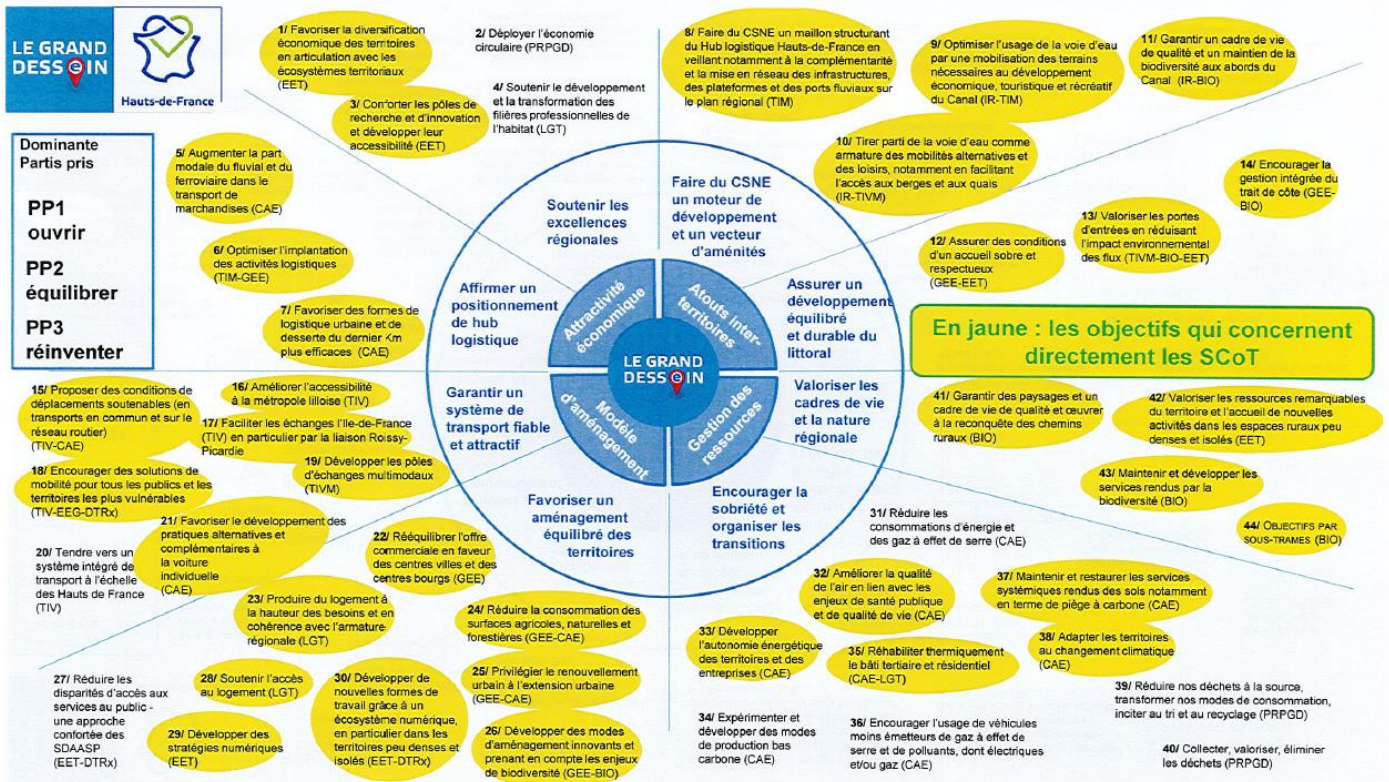 LE GRAND
DESSEIN
Hauts-de-France
1/ Favoriser la diversification
économique des territoires
en articulation avec les
écosystèmes territoriaux
(EET)
2/ Déployer l'économie
circulaire (PRPGD)
3/ Conforter les pôles de
recherche et d'innovation
et développer leur
accessibilité (EET)
4/ Soutenir le développement
et la transformation des
filières professionnelles de
l'habitat (LGT)
8/ Faire du CSNE un maillon structurant
du Hub logistique Hauts-de-France en
veillant notamment à la complémentarité
et la mise en réseau des infrastructures,
des plateformes et des ports fluviaux sur
le plan régional (TIM)
9/ Optimiser l'usage de la voie d'eau
par une mobilisation des terrains
nécessaires au développement
économique, touristique et récréatif
du Canal (IR-TIM)
11/ Garantir un cadre de vie
de qualité et un maintien de la
biodiversité aux abords du
Canal (IR-BIO)
10/ Tirer parti de la voie d'eau comme
armature des mobilités alternatives et
des loisirs, notamment en facilitant
l'accès aux berges et aux quais
(IR-TIVM)
Dominante
Partis pris
PP1
ouvrir
PP2
équilibrer
PP3
réinventer
5/ Augmenter la part
modale du fluvial et du
ferroviaire dans le
transport de
marchandises (CAE)
6/ Optimiser l'implantation
des activités logistiques
(TIM-GEE)
7/ Favoriser des formes de
logistique urbaine et de
desserte du dernier Km
plus efficaces (CAE)
14/ Encourager la
gestion intégrée du
trait de côte (GEE-
BIO)
13/ Valoriser les portes
d'entrées en réduisant
l'impact environnemental
des flux (TIVM-BIO-EET)
12/ Assurer des conditions
d'un accueil sobre et
respectueux
(GEE-EET)
Soutenir les
excellences
régionales
Faire du CSNE
un moteur de
développement
et un vecteur
d'aménités
Affirmer un
positionnement
de hub
logistique
Assurer un
développement
équilibré
et durable du
littoral
Attractivité
économique
Atouts inter-
territoires
LE GRAND
DESSEIN
Modèle
d'aménagement
Gestion des
ressources
Garantir un
système de
transport fiable
et attractif
Valoriser les
cadres de vie
et la nature
régionale
Favoriser un
aménagement
équilibré des
territoires
Encourager la
sobriété et
organiser les
transitions
En jaune : les objectifs qui concernent
directement les SCoT
15/ Proposer des conditions de
déplacements soutenables (en
transports en commun et sur le
réseau routier)
(TIV-CAE)
16/ Améliorer l'accessibilité
à la métropole lilloise (TIV)
17/ Faciliter les échanges l'Ile-de-France
(TIV) en particulier par la liaison Roissy-
Picardie
18/ Encourager des solutions de
mobilité pour tous les publics et les
territoires les plus vulnérables
(TIV-EEG-DTRx)
19/ Développer les pôles
d'échanges multimodaux
(TIVM)
20/ Tendre vers un
système intégré de
transport à l'échelle
des Hauts de France
(TIV)
21/ Favoriser le développement des
pratiques alternatives et
complémentaires à
la voiture
individuelle
(CAE)
22/ Rééquilibrer l'offre
commerciale en faveur
des centres villes et des
centres bourgs (GEE)
23/ Produire du logement à
la hauteur des besoins et en
cohérence avec l'armature
régionale (LGT)
24/ Réduire la consommation des
surfaces agricoles, naturelles et
forestières (GEE-CAE)
25/ Privilégier le renouvellement
urbain à l'extension urbaine
(GEE-CAE)
26/ Développer des modes
d'aménagement innovants et
prenant en compte les enjeux
de biodiversité (GEE-BIO)
27/ Réduire les
disparités d'accès aux
services au public -
une approche
confortée des
SDAASP
(EET-DTRx)
28/ Soutenir l'accès
au logement (LGT)
29/ Développer des
stratégies numériques
(EET)
30/ Développer de
nouvelles formes de
travail grâce à un
écosystème numérique,
en particulier dans les
territoires peu denses et
isolés (EET-DTRx)
41/ Garantir des paysages et un
cadre de vie de qualité et œuvrer
à la reconquête des chemins
ruraux (BIO)
42/ Valoriser les ressources remarquables
du territoire et l'accueil de nouvelles
activités dans les espaces ruraux peu
denses et isolés (EET)
43/ Maintenir et développer les
services rendus par la
biodiversité (BIO)
44/ OBJECTIFS PAR
SOUS-TRAMES (BIO)
31/ Réduire les
consommations d'énergie et
des gaz à effet de serre (CAE)
32/ Améliorer la qualité
de l'air en lien avec les
enjeux de santé publique
et de qualité de vie (CAE)
37/ Maintenir et restaurer les services
systémiques rendus des sols notamment
en terme de piège à carbone (CAE)
33/ Développer
l'autonomie énergétique
des territoires et des
entreprises (CAE)
35/ Réhabiliter thermiquement
le bâti tertiaire et résidentiel
(CAE-LGT)
38/ Adapter les territoires
au changement climatique
(CAE)
34/ Expérimenter et
développer des modes
de production bas
carbone (CAE)
36/ Encourager l'usage de véhicules
moins émetteurs de gaz à effet de
serre et de polluants, dont électriques
et/ou gaz (CAE)
39/ Réduire nos déchets à la source,
transformer nos modes de consommation,
inciter au tri et au recyclage (PRPGD)
40/ Collecter, valoriser, éliminer
les déchets (PRPGD)